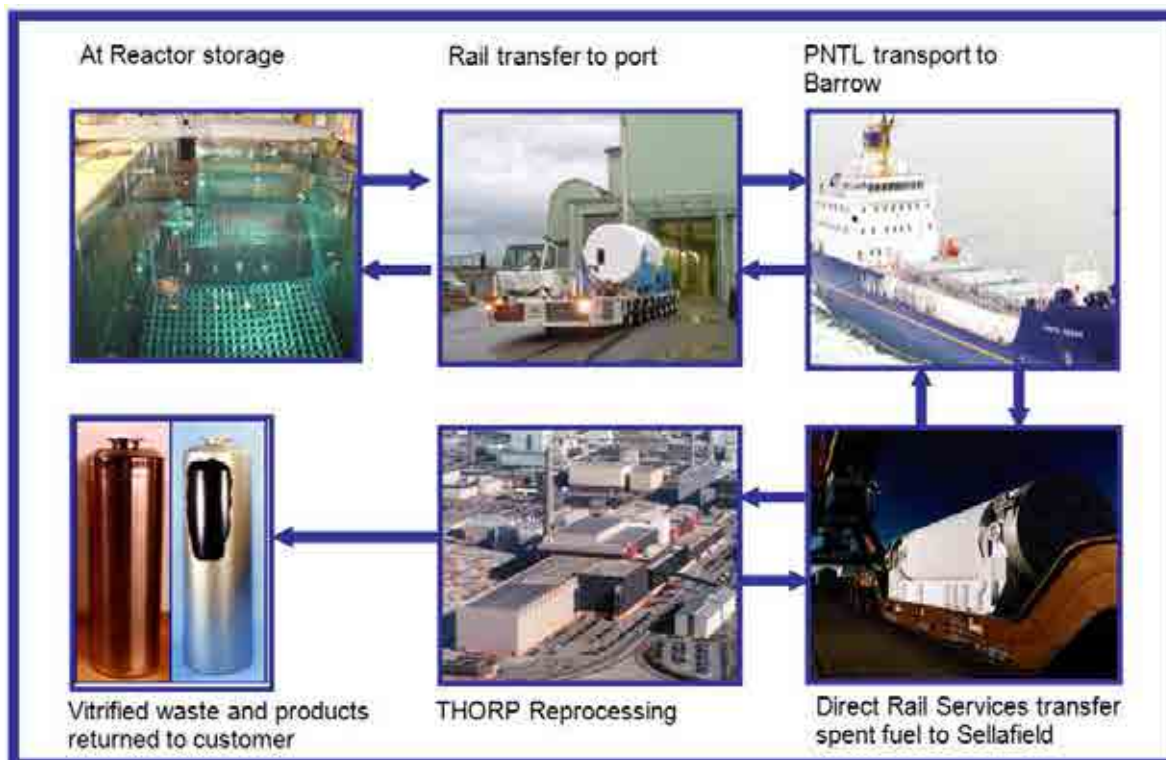 At Reactor storage
Rail transfer to port
PNTL transport to
Barrow
Vitrified waste and products
returned to customer
THORP Reprocessing
Direct Rail Services transfer
spent fuel to Sellafield